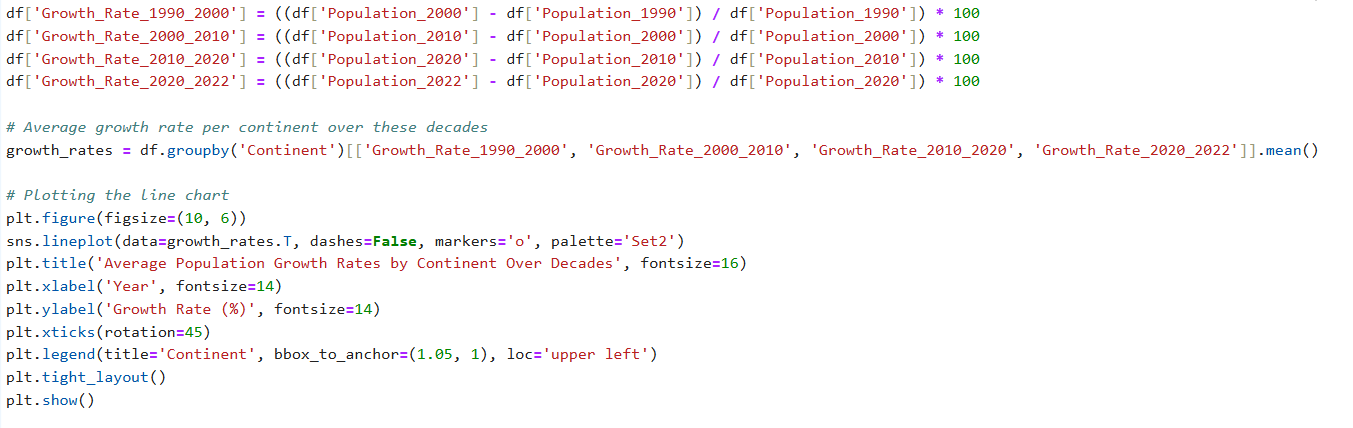 df['Growth_Rate_1990_2000'] = ((df['Population_2000'] - df['Population_1990']) / df['Population_1990']) * 100
df['Growth_Rate_2000_2010'] = ((df['Population_2010'] - df['Population_2000']) / df['Population_2000']) * 100
df['Growth_Rate_2010_2020'] = ((df['Population_2020'] - df['Population_2010']) / df['Population_2010']) * 100
df['Growth_Rate_2020_2022'] = ((df['Population_2022'] - df['Population_2020']) / df['Population_2020']) * 100
# Average growth rate per continent over these decades
growth_rates = df.groupby('Continent')[['Growth_Rate_1990_2000', 'Growth_Rate_2000_2010', 'Growth_Rate_2010_2020', 'Growth_Rate_2020_2022']].mean()
# Plotting the line chart
plt.figure(figsize=(10, 6))
sns.lineplot(data=growth_rates.T, dashes=False, markers='o', palette='Set2')
plt.title('Average Population Growth Rates by Continent Over Decades', fontsize=16)
plt.xlabel('Year', fontsize=14)
plt.ylabel('Growth Rate (%)', fontsize=14)
plt.xticks(rotation=45)
plt.legend(title='Continent', bbox_to_anchor=(1.05, 1), loc='upper left')
plt.tight_layout()
plt.show()